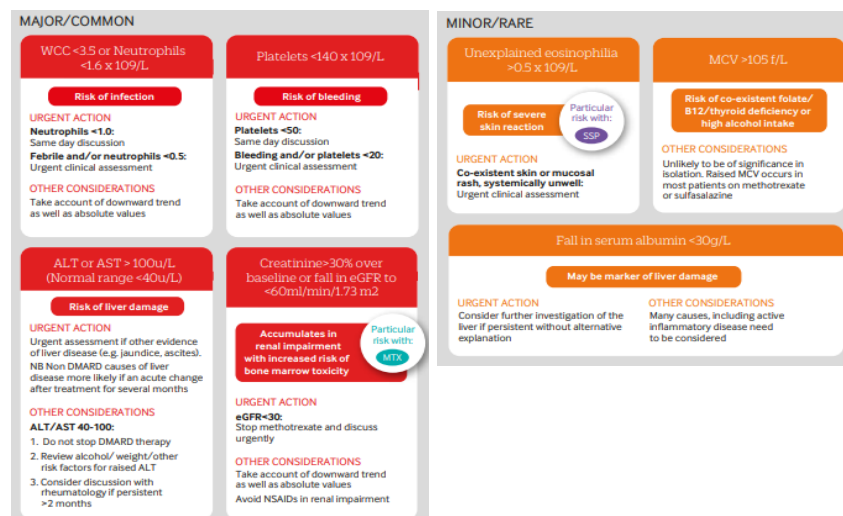 MAJOR/COMMON
WCC <3.5 or Neutrophils
<1.6 x 109/L
Risk of infection
URGENT ACTION
Neutrophils <1.0:
Same day discussion
Febrile and/or neutrophils <0.5:
Urgent clinical assessment
OTHER CONSIDERATIONS
Take account of downward trend
as well as absolute values
Platelets <140 x 109/L
Risk of bleeding
URGENT ACTION
Platelets <50:
Same day discussion
Bleeding and/or platelets <20:
Urgent clinical assessment
OTHER CONSIDERATIONS
Take account of downward trend
as well as absolute values
ALT or AST > 100u/L
(Normal range <40u/L)
Risk of liver damage
URGENT ACTION
Urgent assessment if other evidence
of liver disease (e.g. jaundice, ascites).
NB Non DMARD causes of liver
disease more likely if an acute change
after treatment for several months
OTHER CONSIDERATIONS
ALT/AST 40-100:
1. Do not stop DMARD therapy
2. Review alcohol/ weight/other
risk factors for raised ALT
3. Consider discussion with
rheumatology if persistent
>2 months
Creatinine>30% over
baseline or fall in eGFR to
<60ml/min/1.73 m2
Accumulates in
renal impairment
with increased risk of
bone marrow toxicity
Particular
risk with:
MTX
URGENT ACTION
eGFR<30:
Stop methotrexate and discuss
urgently
OTHER CONSIDERATIONS
Take account of downward trend
as well as absolute values
Avoid NSAIDs in renal impairment
MINOR/RARE
Unexplained eosinophilia
>0.5 x 109/L
Risk of severe
skin reaction
Particular
risk with:
SSP
URGENT ACTION
Co-existent skin or mucosal
rash, systemically unwell:
Urgent clinical assessment
MCV >105 f/L
Risk of co-existent folate/
B12/thyroid deficiency or
high alcohol intake
OTHER CONSIDERATIONS
Unlikely to be of significance in
isolation. Raised MCV occurs in
most patients on methotrexate
or sulfasalazine
Fall in serum albumin <30g/L
May be marker of liver damage
URGENT ACTION
Consider further investigation of the
liver if persistent without alternative
explanation
OTHER CONSIDERATIONS
Many causes, including active
inflammatory disease need
to be considered